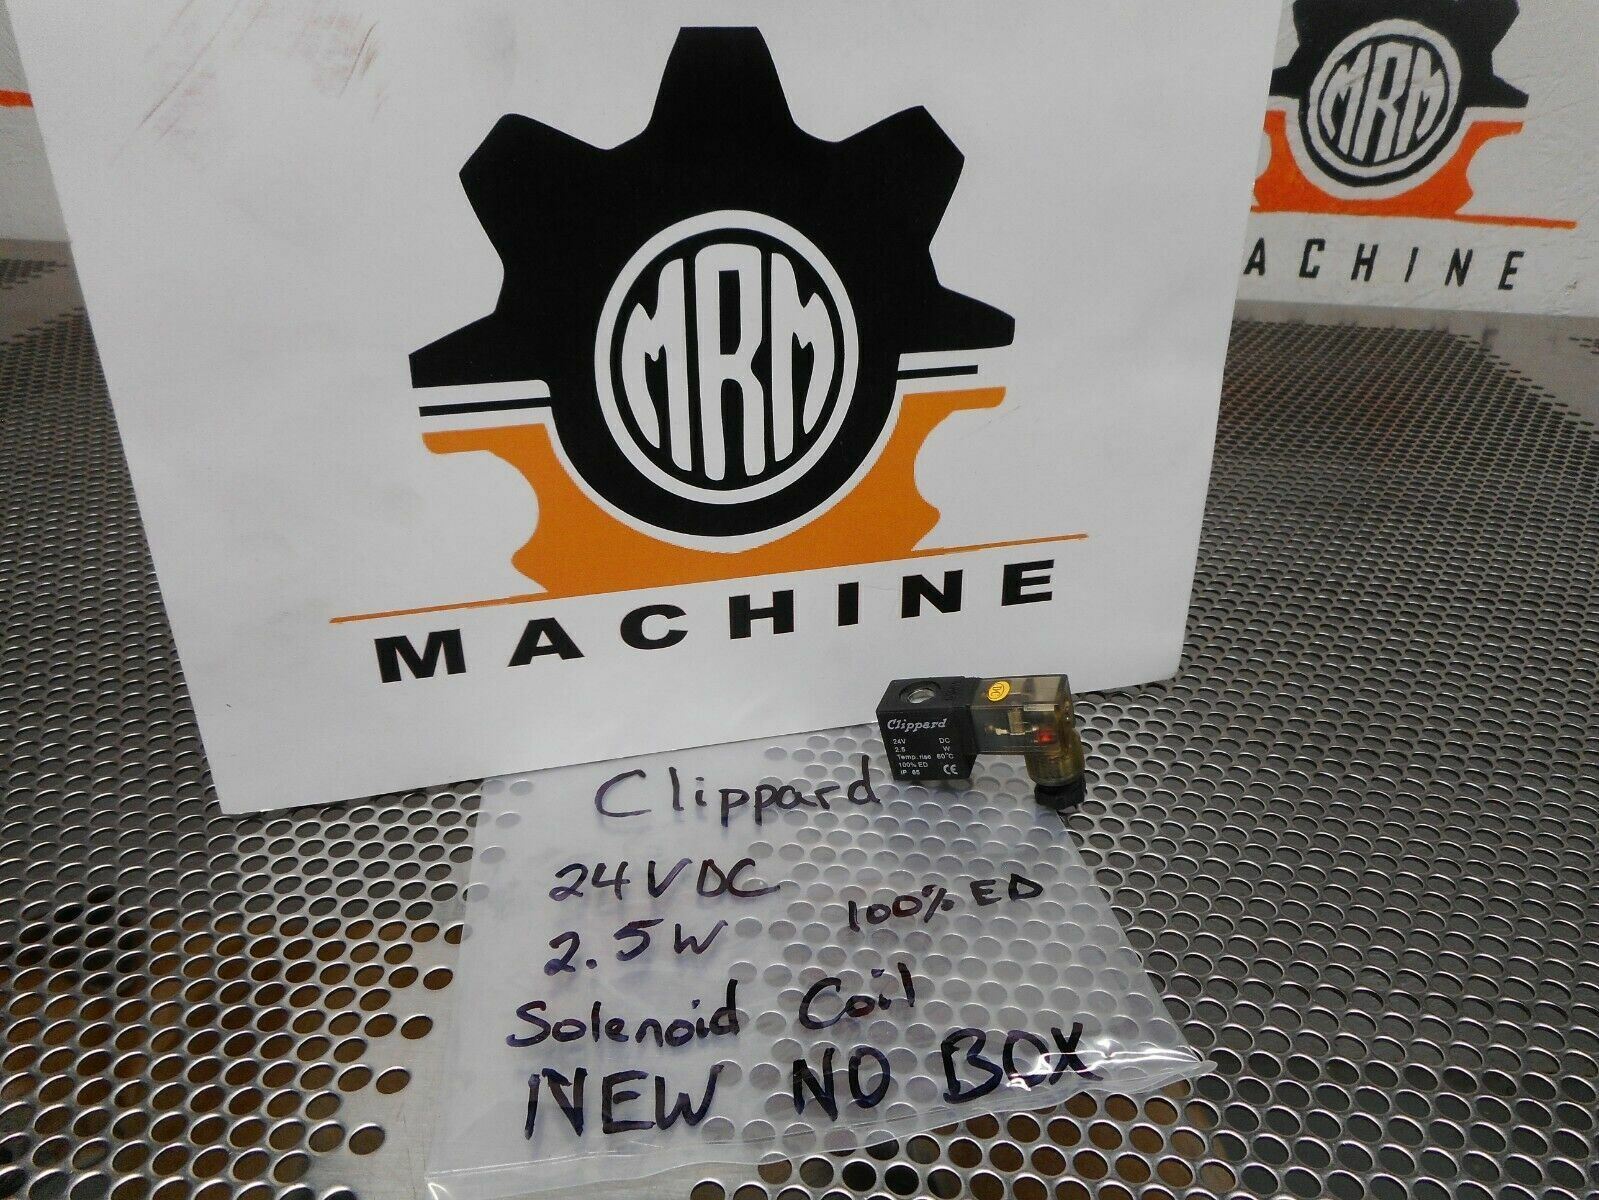 MRM
MACHINE
MRM
ACHINE
Clippard
24V DC
2.5 W
Temp. rise 60°C
100% ED
IP 65 CE
Clippard
24VDC
2.5W
100% ED
Solenoid Coil
NEW NO BOX